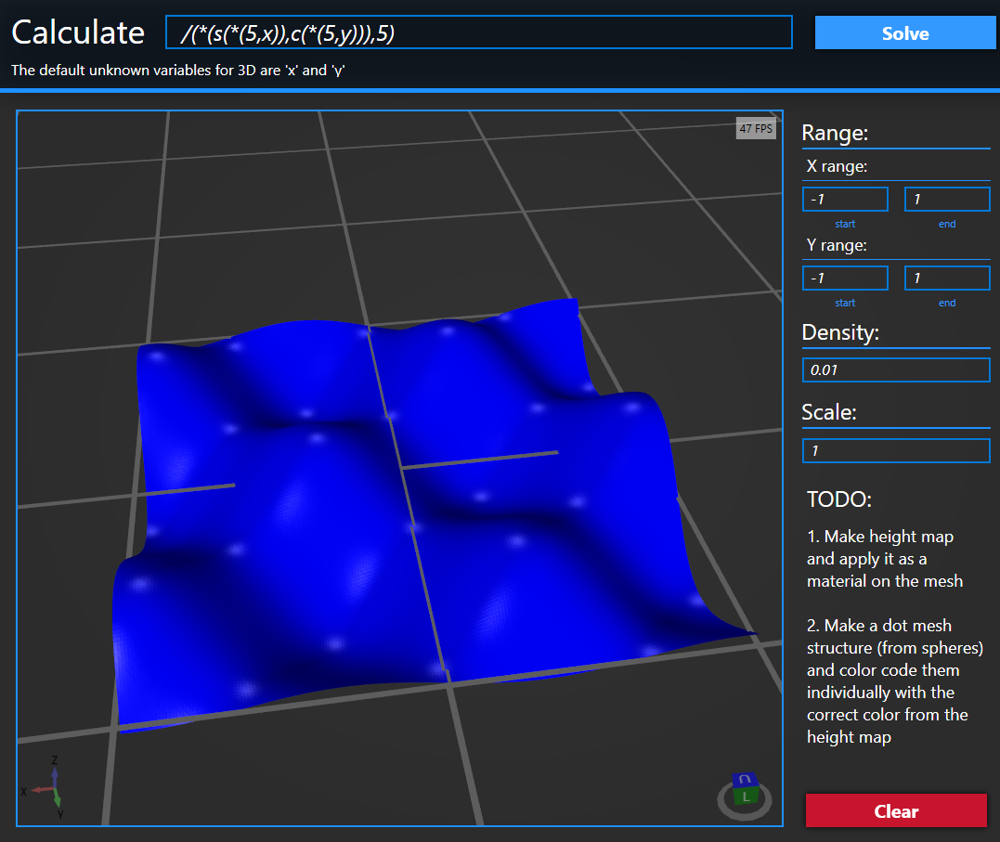 Calculate
/(*(s(*(5,x)),c(*(5,y))),5)
Solve
The default unknown variables for 3D are 'x' and 'y'
47 FPS
Range:
X range:
-1
1
start
end
Y range:
-1
1
start
end
Density:
0.01
Scale:
1
TODO:
1. Make height map
and apply it as a
material on the mesh
2. Make a dot mesh
structure (from spheres)
and color code them
individually with the
correct color from the
height map
Z
X
Y
U
L
Clear